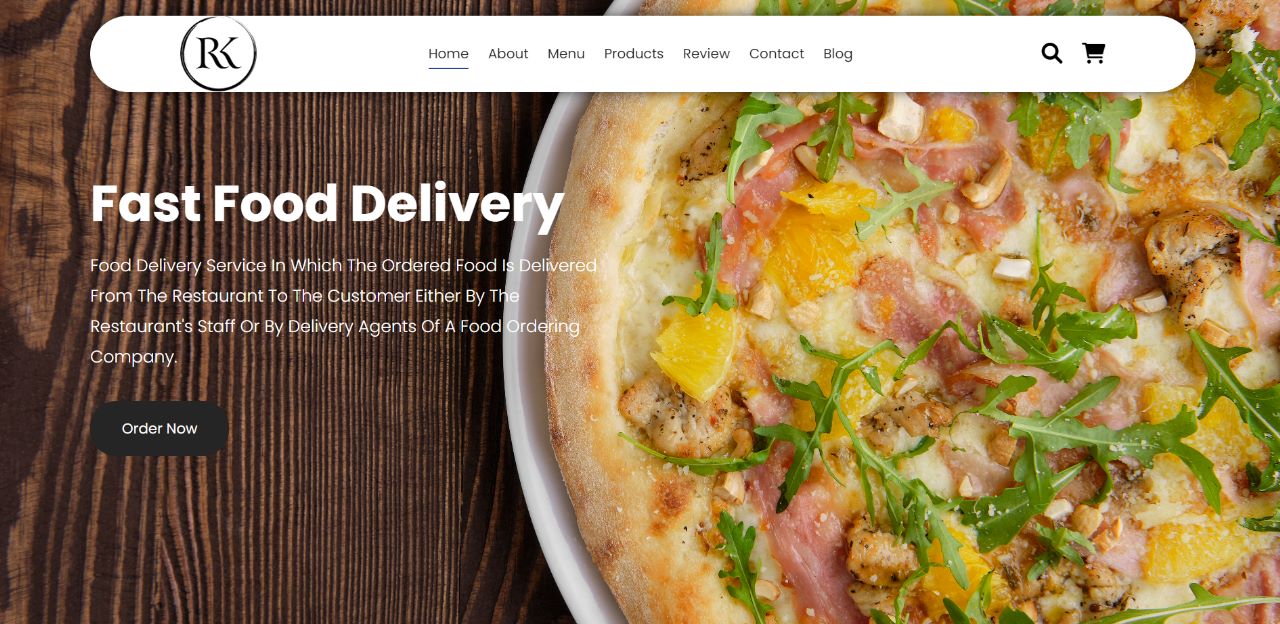 RK
Home About Menu Products Review Contact Blog
Fast Food Delivery
Food Delivery Service In Which The Ordered Food Is Delivered
From The Restaurant To The Customer Either By The
Restaurant's Staff Or By Delivery Agents Of A Food Ordering
Company.
Order Now